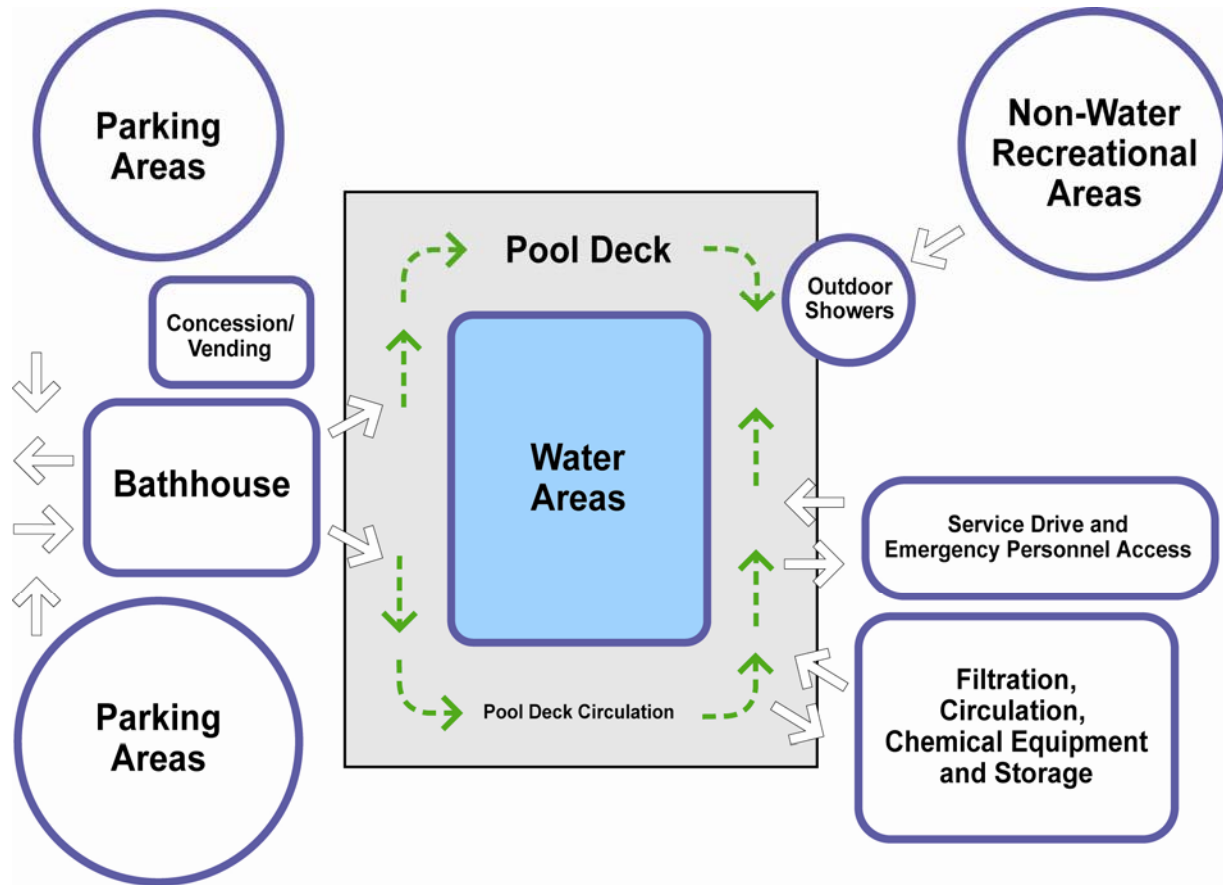 Parking
Areas
Non-Water
Recreational
Areas
Pool Deck
Outdoor
Showers
Concession/
Vending
Bathhouse
Water
Areas
Service Drive and
Emergency Personnel Access
Parking
Areas
Pool Deck Circulation
Filtration,
Circulation,
Chemical Equipment
and Storage